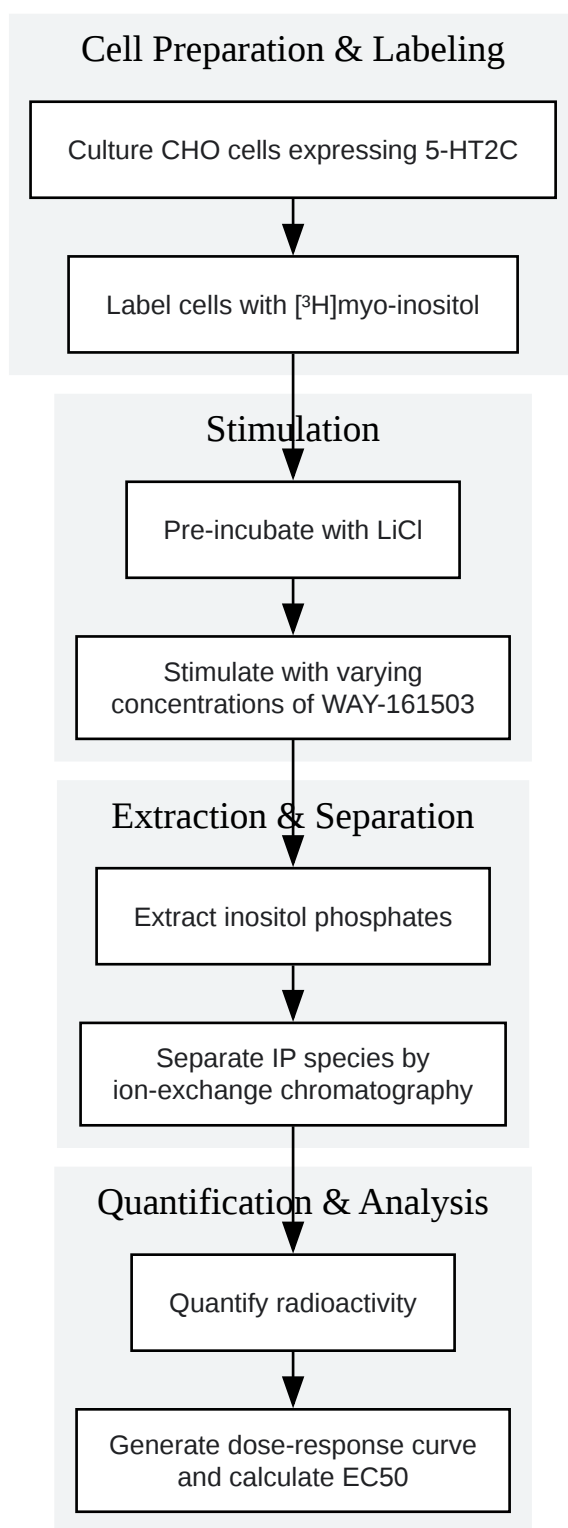 Cell Preparation & Labeling
Culture CHO cells expressing 5-HT2C
Label cells with [³H]myo-inositol
Stimulation
Pre-incubate with LiCl
Stimulate with varying
concentrations of WAY-161503
Extraction & Separation
Extract inositol phosphates
Separate IP species by
ion-exchange chromatography
Quantification & Analysis
Quantify radioactivity
Generate dose-response curve
and calculate EC50